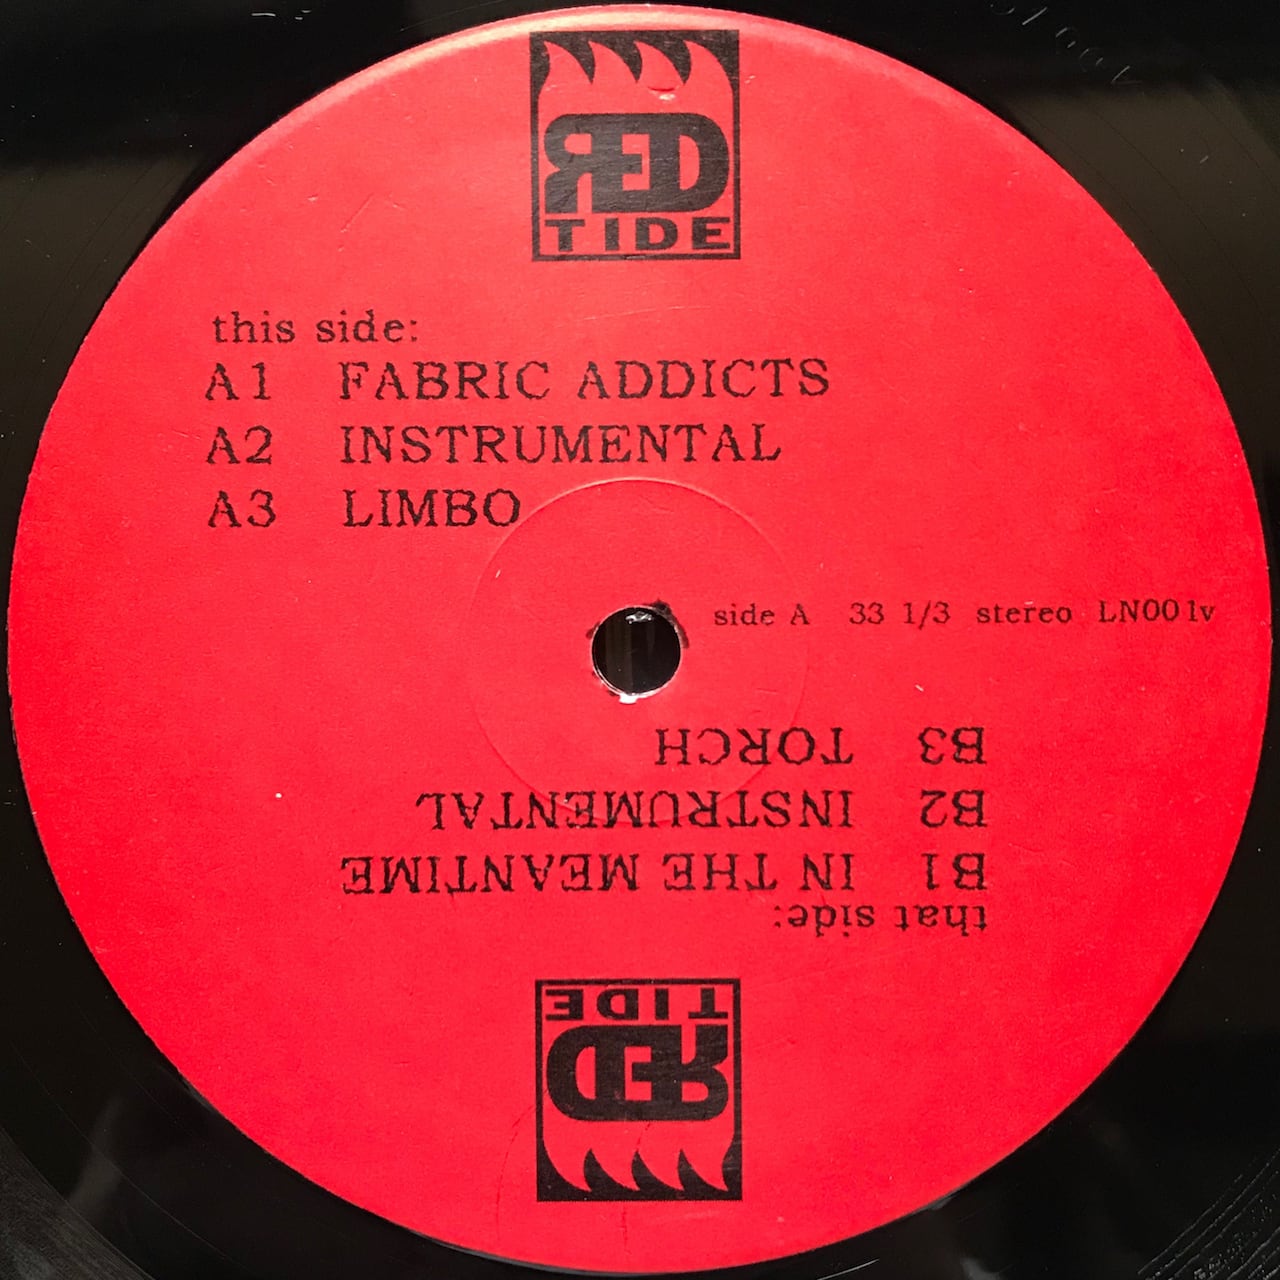 RED
TIDE
this side:
A1 FABRIC ADDICTS
A2 INSTRUMENTAL
A3 LIMBO
side A 33 1/3 stereo LN001v
that side:
B1 IN THE MEANTIME
B2 INSTRUMENTAL
B3 TORCH
RED
TIDE